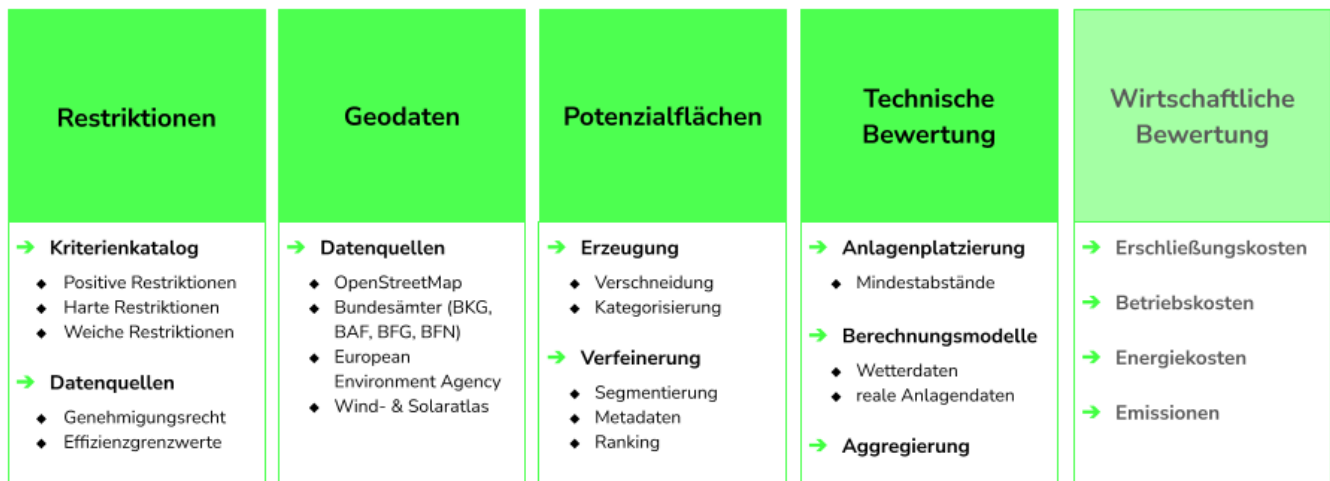 Restriktionen
Kriterienkatalog
Positive Restriktionen
Harte Restriktionen
Weiche Restriktionen
Datenquellen
Genehmigungsrecht
Effizienzgrenzwerte
Geodaten
Datenquellen
OpenStreetMap
Bundesämter (BKG,
BAF, BFG, BFN)
European
Environment Agency
Wind- & Solaratlas
Potenzialflächen
Erzeugung
Verschneidung
Kategorisierung
Verfeinerung
Segmentierung
Metadaten
Ranking
Technische
Bewertung
Anlagenplatzierung
Mindestabstände
Berechnungsmodelle
Wetterdaten
reale Anlagendaten
Aggregierung
Wirtschaftliche
Bewertung
Erschließungskosten
Betriebskosten
Energiekosten
Emissionen